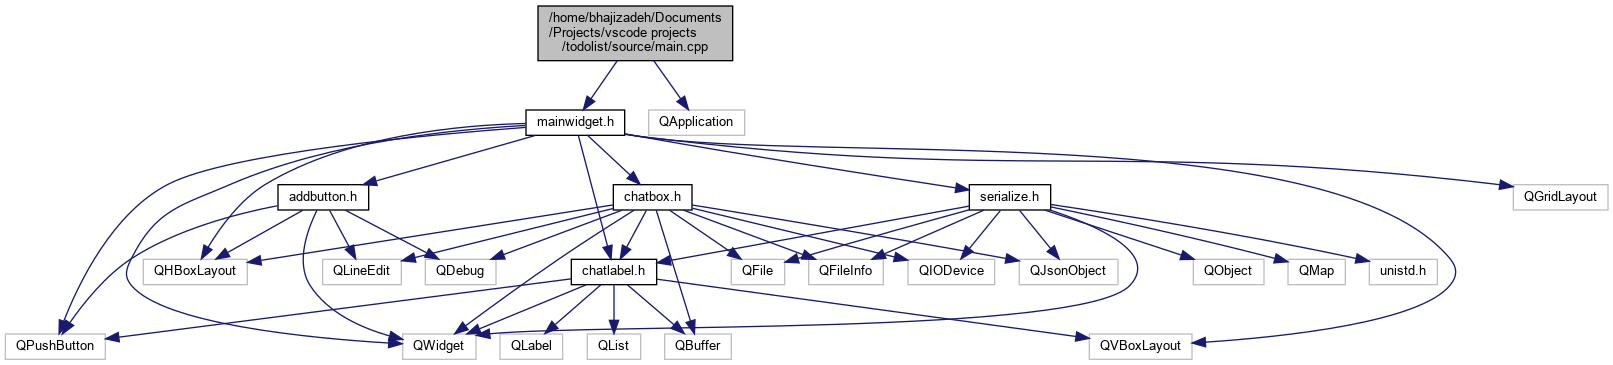 /home/bhajizadeh/Documents
/Projects/vscode projects
/todolist/source/main.cpp
mainwidget.h
QApplication
addbutton.h
chatbox.h
serialize.h
QGridLayout
QHBoxLayout
QLineEdit
QDebug
chatlabel.h
QFile
QFileInfo
QIODevice
QJsonObject
QObject
QMap
unistd.h
QPushButton
QWidget
QLabel
QList
QBuffer
QVBoxLayout